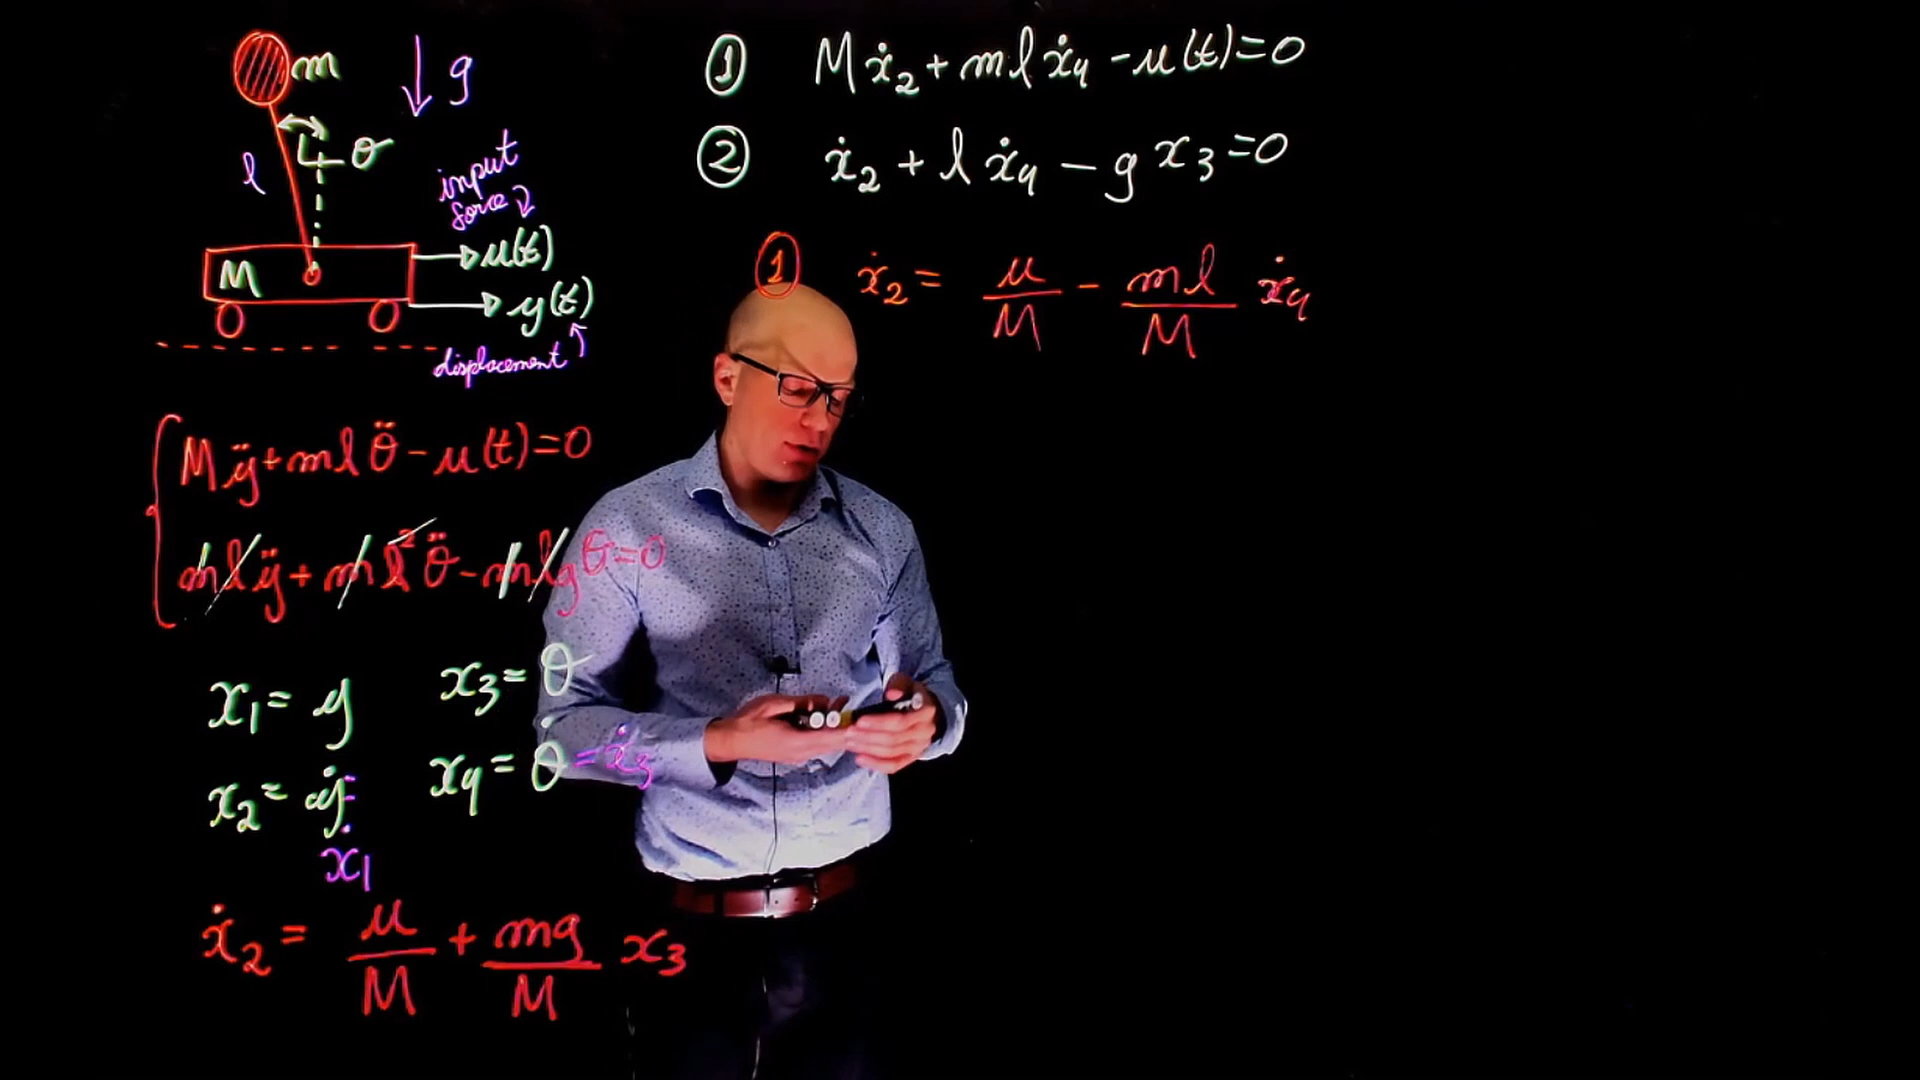 m
g
θ
l
input
force
M
u(t)
y(t)
displacement
Mÿ+mlθ̈-u(t)=0
mlÿ+ml²θ̈-mlgθ=0
x₁=y
x₃=θ
x₂=ẏ=ẋ₁
x₄=θ̇=ẋ₃
ẋ₂=u/M+mg/M x₃
① Mẋ₂+mlẋ₄-u(t)=0
② ẋ₂+lẋ₄-gx₃=0
① ẋ₂=u/M-ml/M ẋ₄